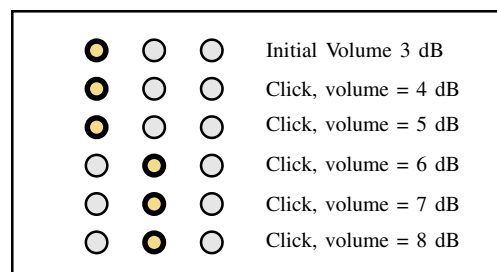 Initial Volume 3 dB
Click, volume = 4 dB
Click, volume = 5 dB
Click, volume = 6 dB
Click, volume = 7 dB
Click, volume = 8 dB